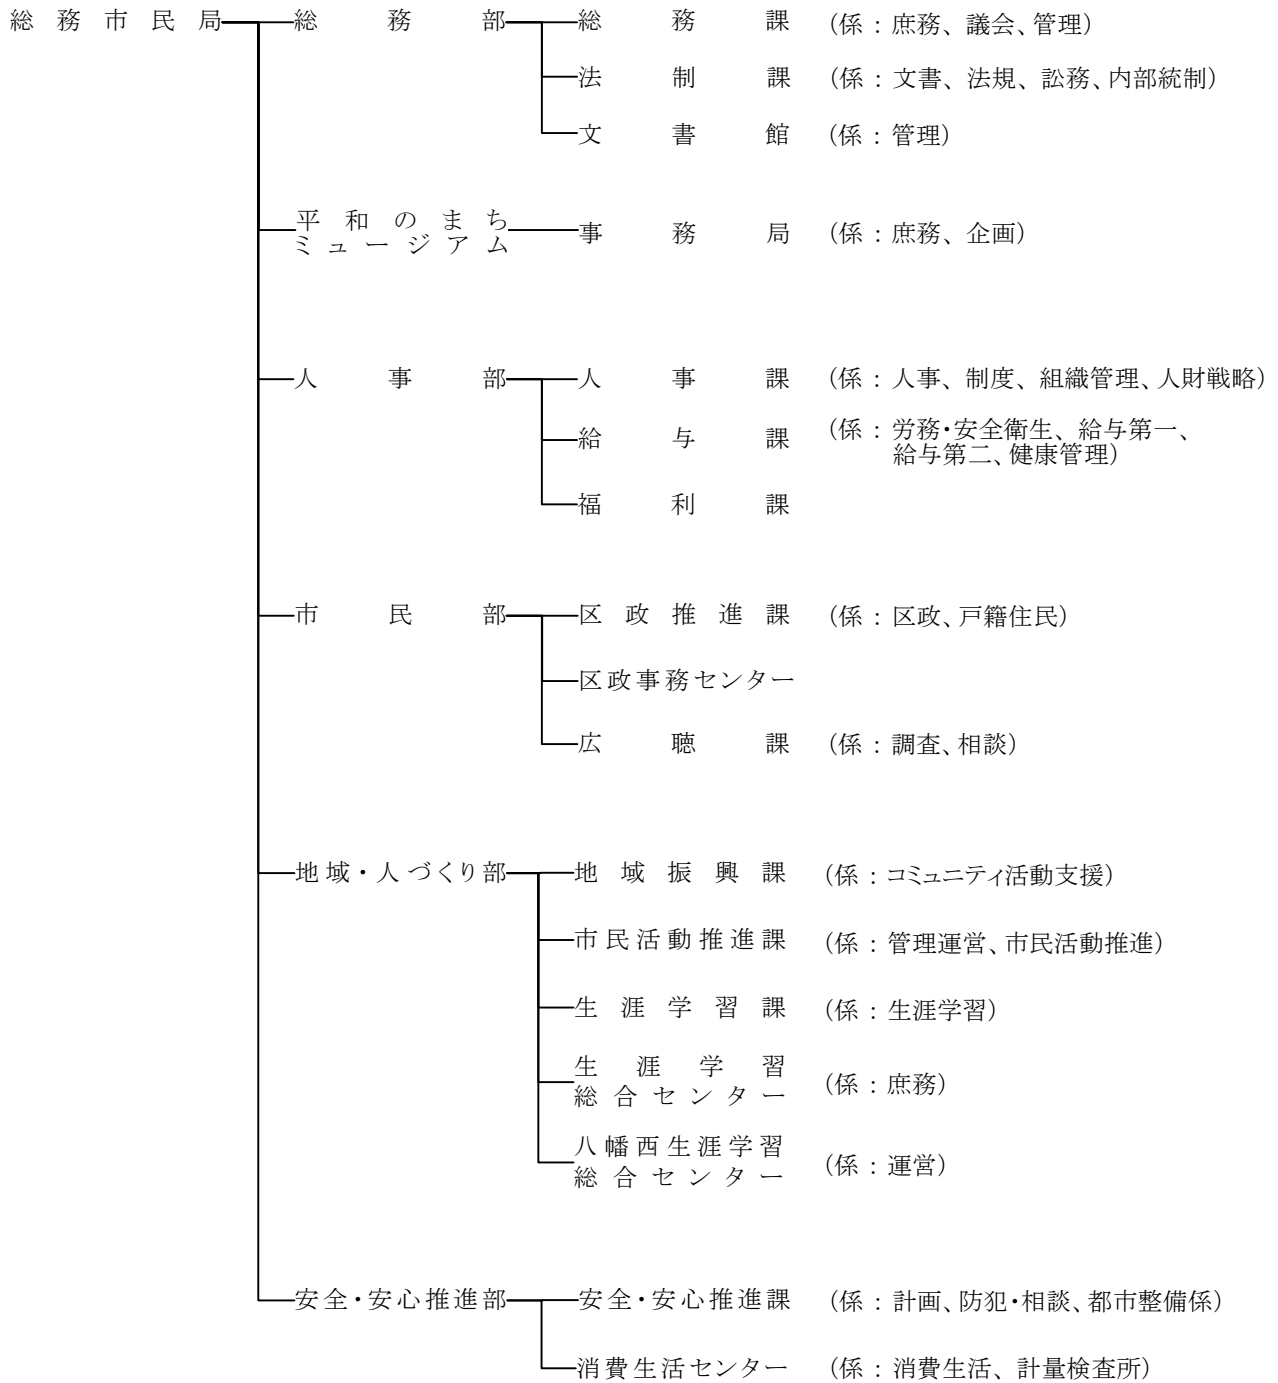 総務市民局 総務部 総務課 (係：庶務、議会、管理)
法制課 (係：文書、法規、訟務、内部統制)
文書館 (係：管理)
平和のまち
ミュージアム 事務局 (係：庶務、企画)
人事部 人事課 (係：人事、制度、組織管理、人財戦略)
給与課 (係：労務・安全衛生、給与第一、
給与第二、健康管理)
福利課
市民部 区政推進課 (係：区政、戸籍住民)
区政事務センター
広聴課 (係：調査、相談)
地域・人づくり部 地域振興課 (係：コミュニティ活動支援)
市民活動推進課 (係：管理運営、市民活動推進)
生涯学習課 (係：生涯学習)
生涯学習
総合センター (係：庶務)
八幡西生涯学習
総合センター (係：運営)
安全・安心推進部 安全・安心推進課 (係：計画、防犯・相談、都市整備係)
消費生活センター (係：消費生活、計量検査所)